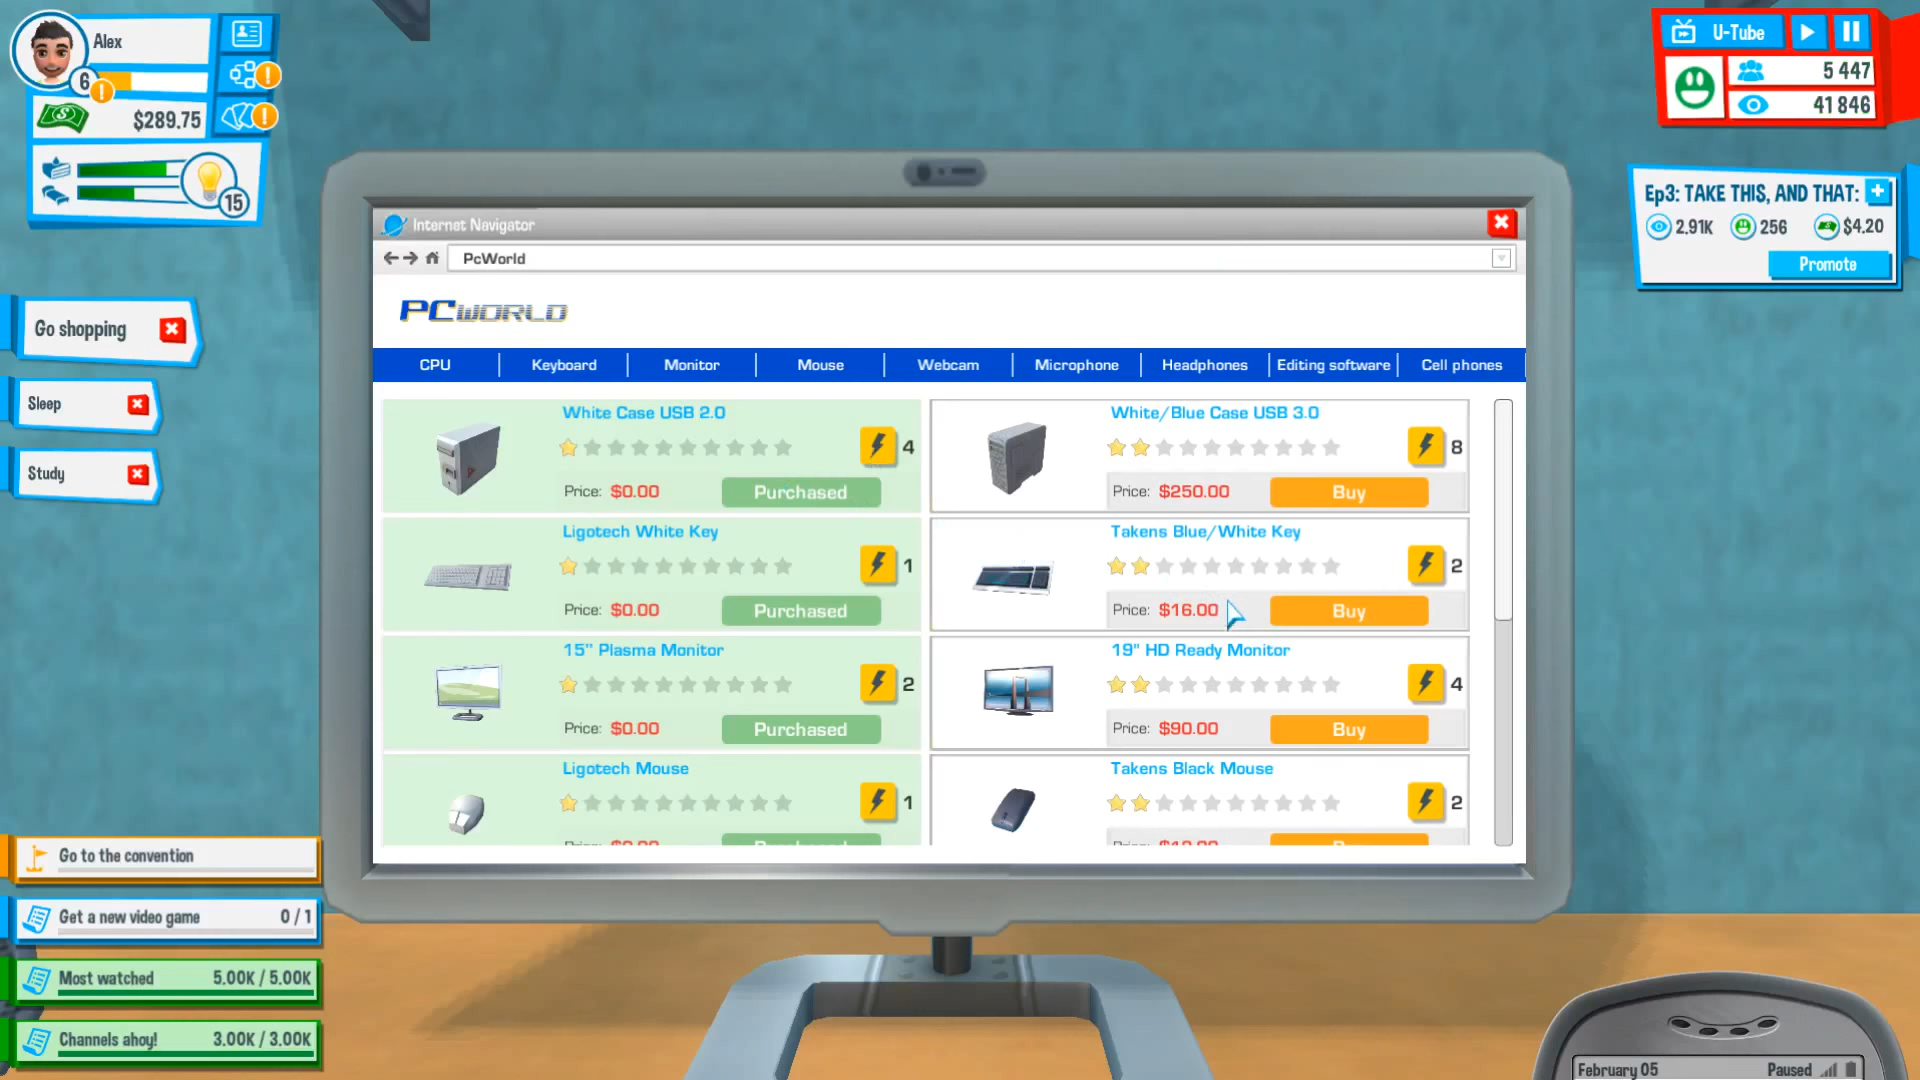 Alex
6
$289.75
15
U-Tube
5 447
41 846
Ep3: TAKE THIS, AND THAT:
2.91K 256 $4.20
Promote
Go shopping
Sleep
Study
Internet Navigator
PcWorld
PCWORLD
CPU Keyboard Monitor Mouse Webcam Microphone Headphones Editing software Cell phones
White Case USB 2.0
4
Price: $0.00 Purchased
White/Blue Case USB 3.0
8
Price: $250.00 Buy
Ligotech White Key
1
Price: $0.00 Purchased
Takens Blue/White Key
2
Price: $16.00 Buy
15" Plasma Monitor
2
Price: $0.00 Purchased
19" HD Ready Monitor
4
Price: $90.00 Buy
Ligotech Mouse
1
Takens Black Mouse
2
Go to the convention
Get a new video game 0 / 1
Most watched 5.00K / 5.00K
Channels ahoy! 3.00K / 3.00K
February 05 Paused